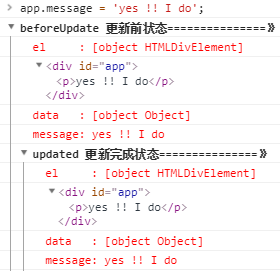 > app.message = 'yes !! I do';
▼ beforeUpdate 更新前状态===============》
el     : [object HTMLDivElement]
▼<div id="app">
<p>yes !! I do</p>
</div>
data   : [object Object]
message: yes !! I do
▼ updated 更新完成状态===============》
el     : [object HTMLDivElement]
▼<div id="app">
<p>yes !! I do</p>
</div>
data   : [object Object]
message: yes !! I do